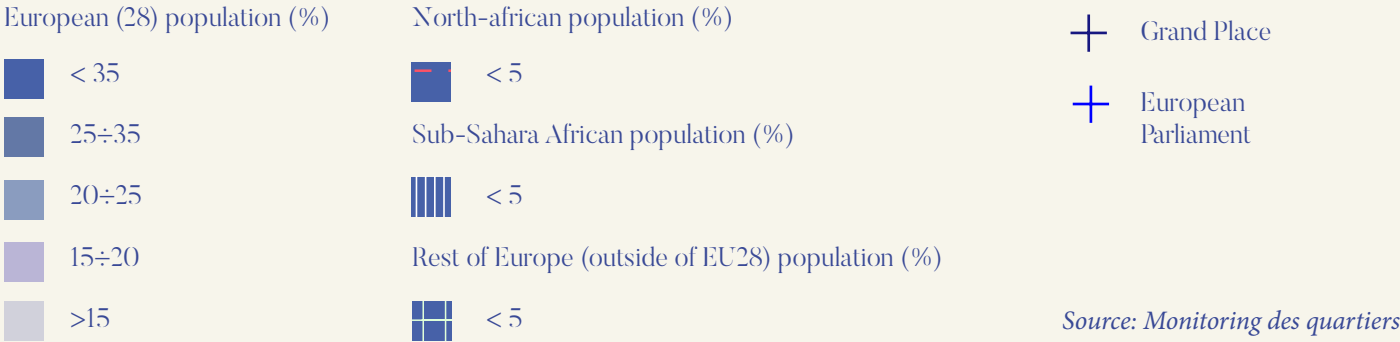 European (28) population (%)
< 35
25÷35
20÷25
15÷20
>15
North-african population (%)
< 5
Sub-Sahara African population (%)
< 5
Rest of Europe (outside of EU28) population (%)
< 5
Grand Place
European
Parliament
Source: Monitoring des quartiers